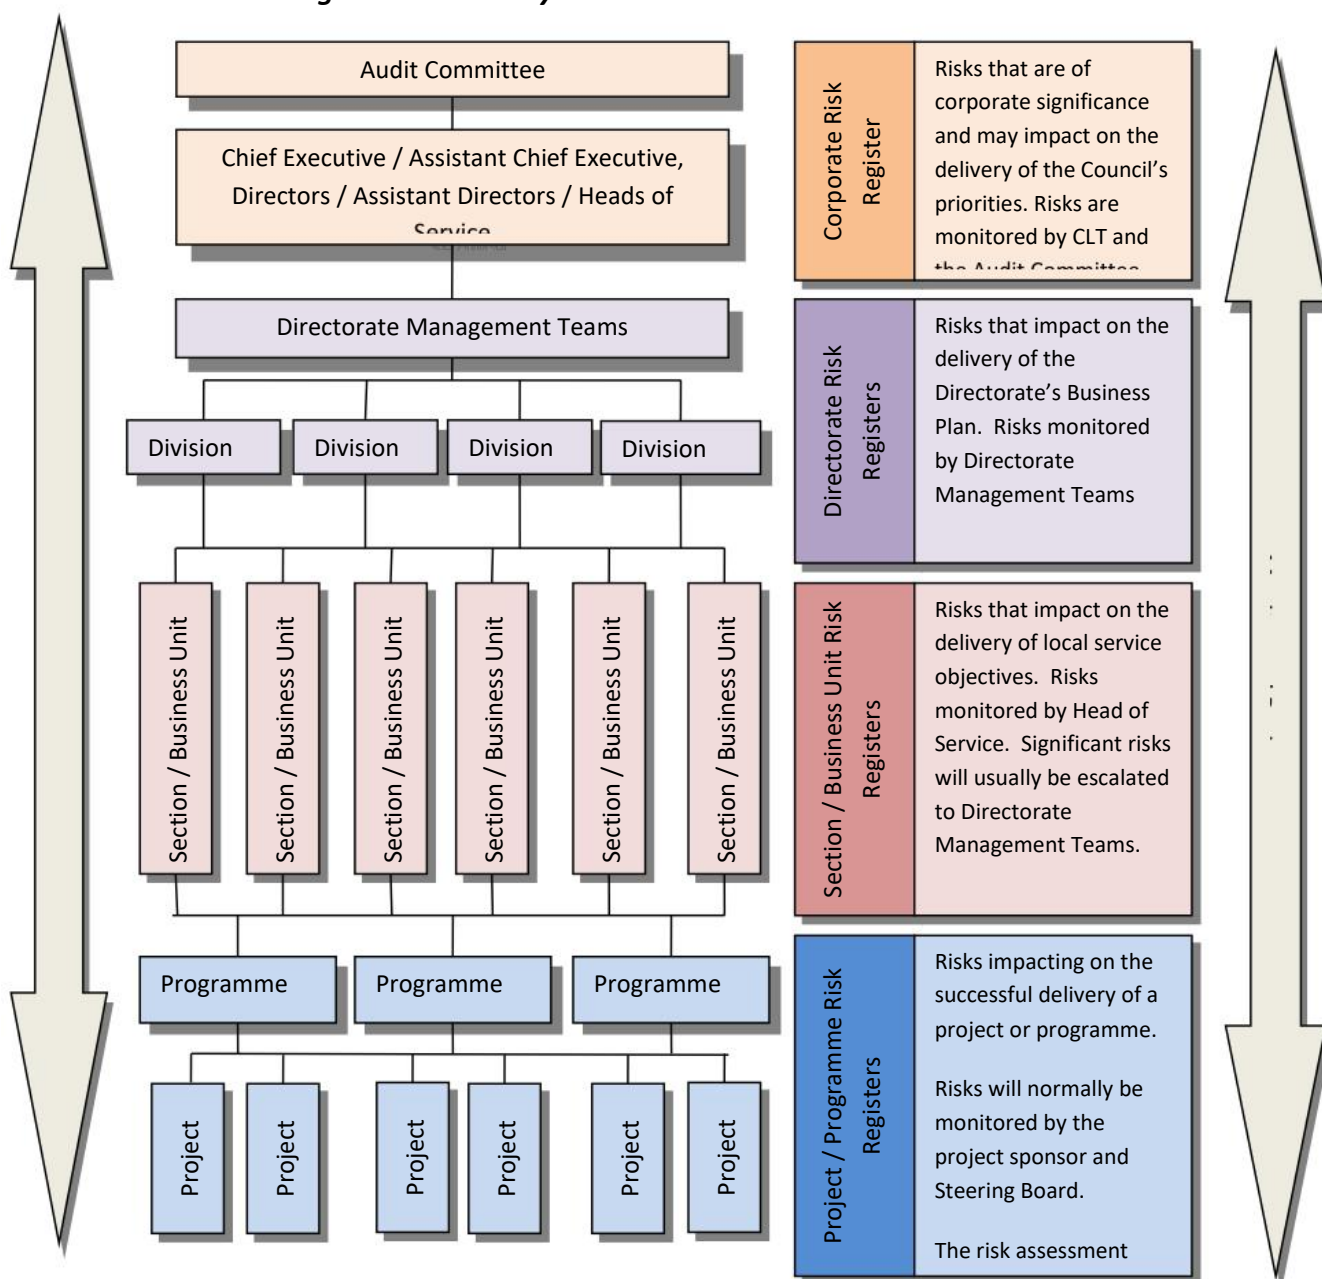 Audit Committee
Chief Executive / Assistant Chief Executive,
Directors / Assistant Directors / Heads of
Service
Directorate Management Teams
Division
Division
Division
Division
Section / Business Unit
Section / Business Unit
Section / Business Unit
Section / Business Unit
Section / Business Unit
Section / Business Unit
Programme
Programme
Programme
Project
Project
Project
Project
Project
Project
Corporate Risk
Register
Risks that are of
corporate significance
and may impact on the
delivery of the Council’s
priorities. Risks are
monitored by CLT and
the Audit Committee
Directorate Risk
Registers
Risks that impact on the
delivery of the
Directorate’s Business
Plan. Risks monitored
by Directorate
Management Teams
Section / Business Unit Risk
Registers
Risks that impact on the
delivery of local service
objectives. Risks
monitored by Head of
Service. Significant risks
will usually be escalated
to Directorate
Management Teams.
Project / Programme Risk
Registers
Risks impacting on the
successful delivery of a
project or programme.
Risks will normally be
monitored by the
project sponsor and
Steering Board.
The risk assessment